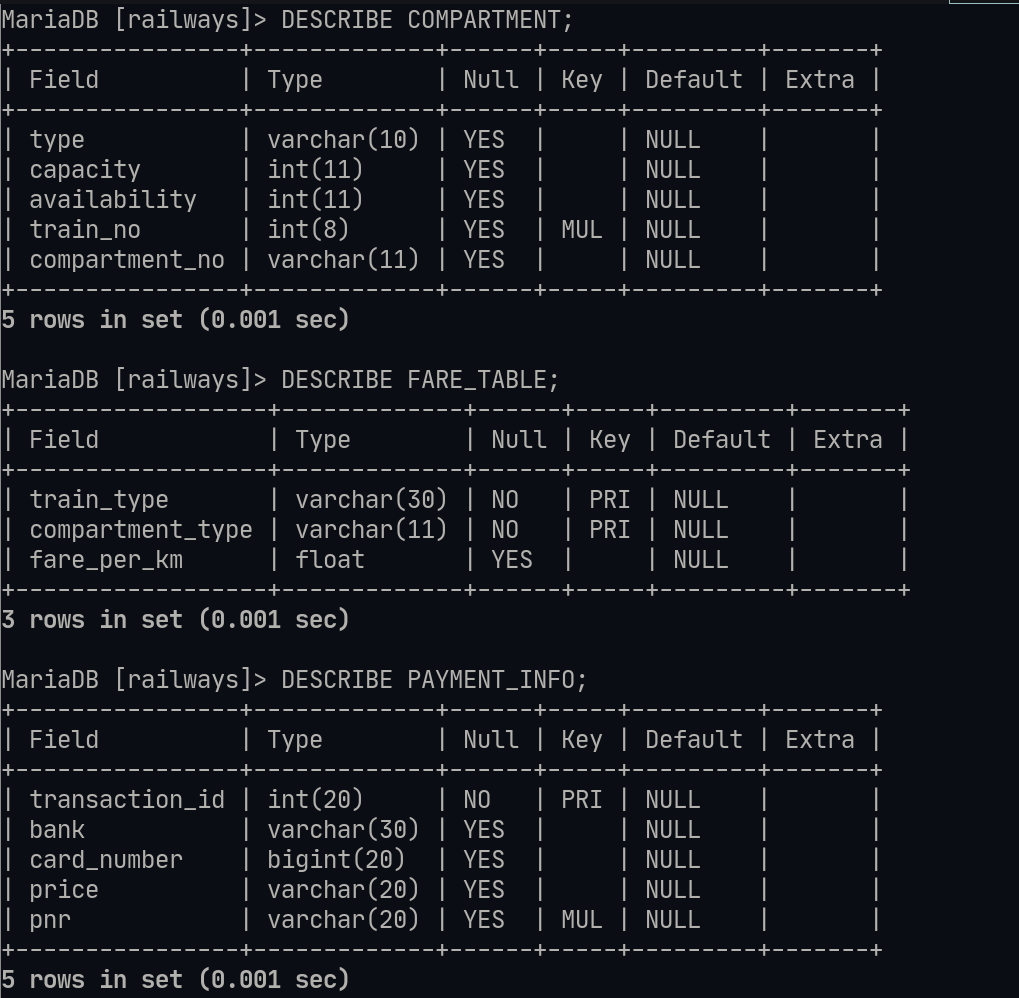 MariaDB [railways]> DESCRIBE COMPARTMENT;
+----------------+--------------+------+-----+---------+-------+
| Field          | Type         | Null | Key | Default | Extra |
+----------------+--------------+------+-----+---------+-------+
| type           | varchar(10)  | YES  |     | NULL    |       |
| capacity       | int(11)      | YES  |     | NULL    |       |
| availability   | int(11)      | YES  |     | NULL    |       |
| train_no       | int(8)       | YES  | MUL | NULL    |       |
| compartment_no | varchar(11)  | YES  |     | NULL    |       |
+----------------+--------------+------+-----+---------+-------+
5 rows in set (0.001 sec)

MariaDB [railways]> DESCRIBE FARE_TABLE;
+------------------+-------------+------+-----+---------+-------+
| Field            | Type        | Null | Key | Default | Extra |
+------------------+-------------+------+-----+---------+-------+
| train_type       | varchar(30) | NO   | PRI | NULL    |       |
| compartment_type | varchar(11) | NO   | PRI | NULL    |       |
| fare_per_km      | float       | YES  |     | NULL    |       |
+------------------+-------------+------+-----+---------+-------+
3 rows in set (0.001 sec)

MariaDB [railways]> DESCRIBE PAYMENT_INFO;
+----------------+-------------+------+-----+---------+-------+
| Field          | Type        | Null | Key | Default | Extra |
+----------------+-------------+------+-----+---------+-------+
| transaction_id | int(20)     | NO   | PRI | NULL    |       |
| bank           | varchar(30) | YES  |     | NULL    |       |
| card_number    | bigint(20)  | YES  |     | NULL    |       |
| price          | varchar(20) | YES  |     | NULL    |       |
| pnr            | varchar(20) | YES  | MUL | NULL    |       |
+----------------+-------------+------+-----+---------+-------+
5 rows in set (0.001 sec)